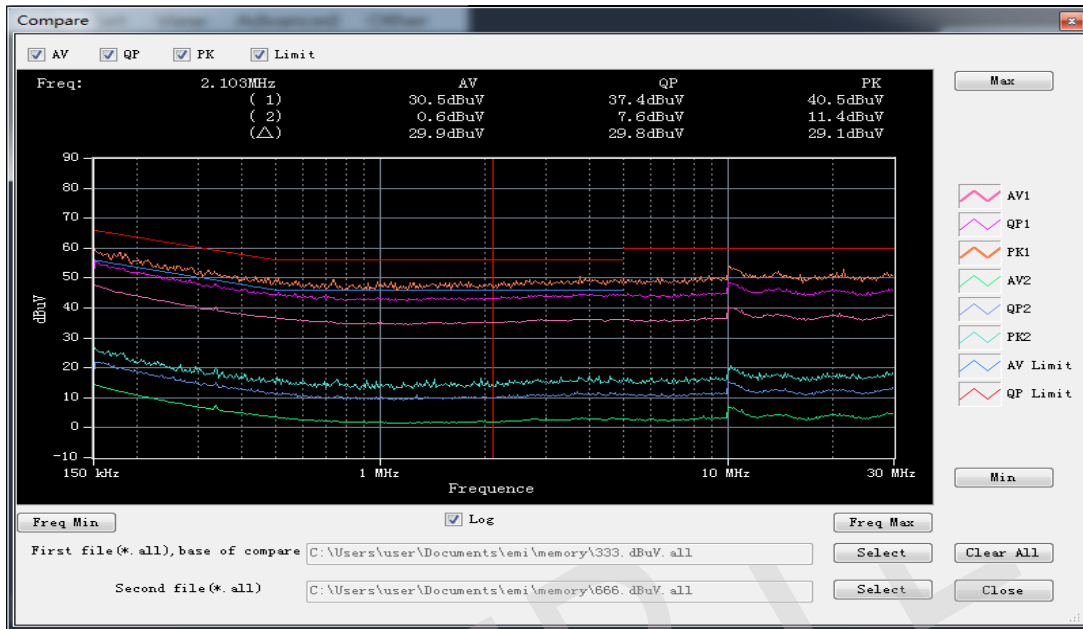 Compare
View Advanced Other
AV QP PK Limit
Freq: 2.103MHz AV QP PK
( 1) 30.5dBuV 37.4dBuV 40.5dBuV
( 2) 0.6dBuV 7.6dBuV 11.4dBuV
(△) 29.9dBuV 29.8dBuV 29.1dBuV
Max
90
80
70
60
50
40
30
20
10
0
-10
dBuV
150 kHz 1 MHz 10 MHz 30 MHz
Frequence
AV1
QP1
PK1
AV2
QP2
PK2
AV Limit
QP Limit
Min
Freq Min Log Freq Max
First file(*.all),base of compare C:\Users\user\Documents\emi\memory\333.dBuV.all Select Clear All
Second file(*.all) C:\Users\user\Documents\emi\memory\666.dBuV.all Select Close